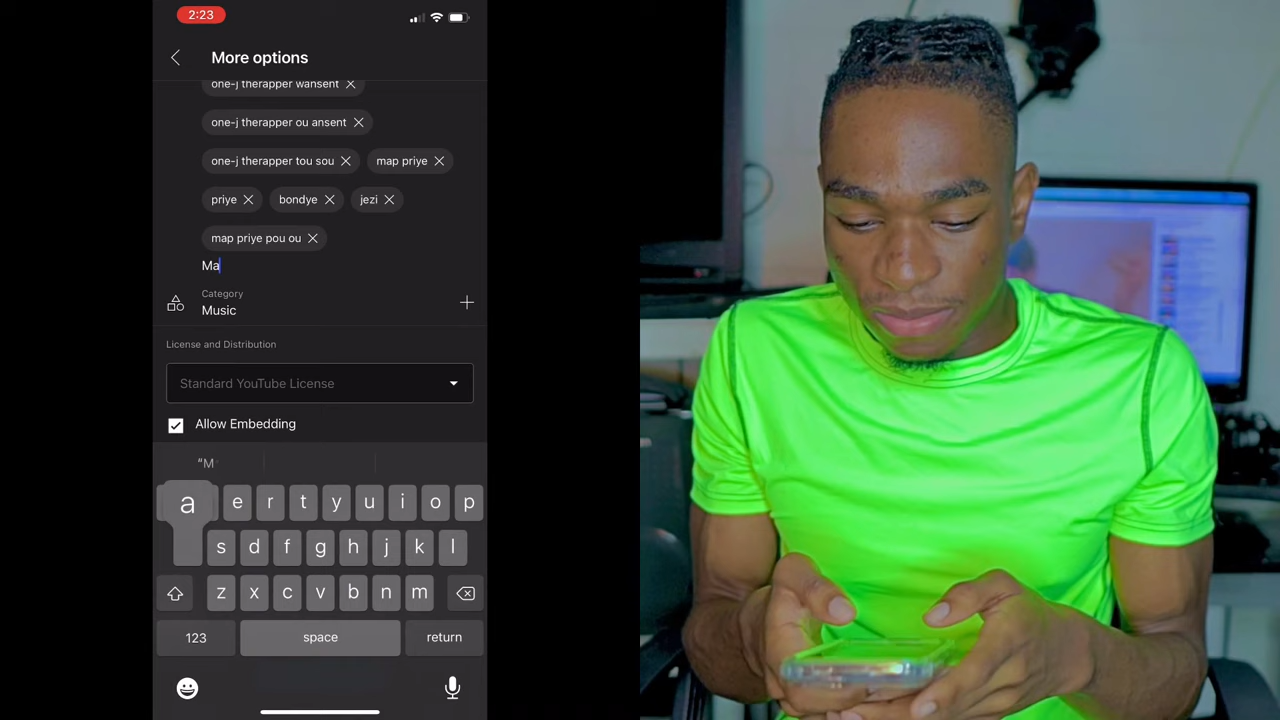 2:23
More options
one-j therapper wansent
one-j therapper ou ansent
one-j therapper tou sou map priye
priye bondye jezi
map priye pou ou
Ma
Category
Music
License and Distribution
Standard YouTube License
Allow Embedding
“M
a e r t y u i o p
s d f g h j k l
z x c v b n m
123 space return